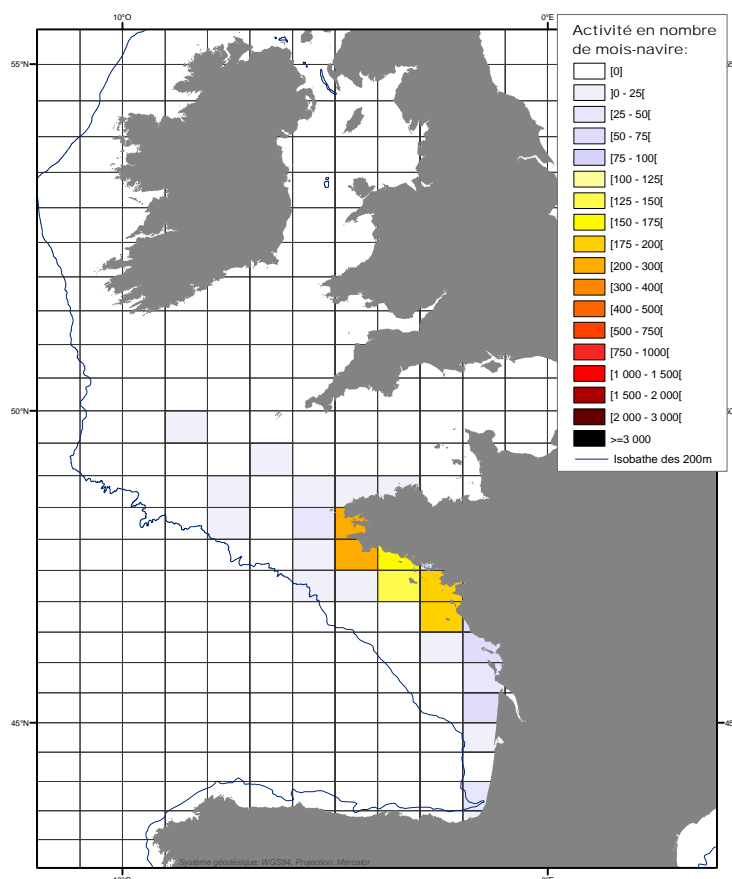 10°O
0°E
Activité en nombre
de mois-navire:
[0]
]0 - 25[
[25 - 50[
[50 - 75[
[75 - 100[
[100 - 125[
[125 - 150[
[150 - 175[
[175 - 200[
[200 - 300[
[300 - 400[
[400 - 500[
[500 - 750[
[750 - 1000[
[1 000 - 1 500[
[1 500 - 2 000[
[2 000 - 3 000[
>=3 000
Isobathe des 200m
55°N
50°N
45°N
Système géodésique: WGS84. Projection: Mercator